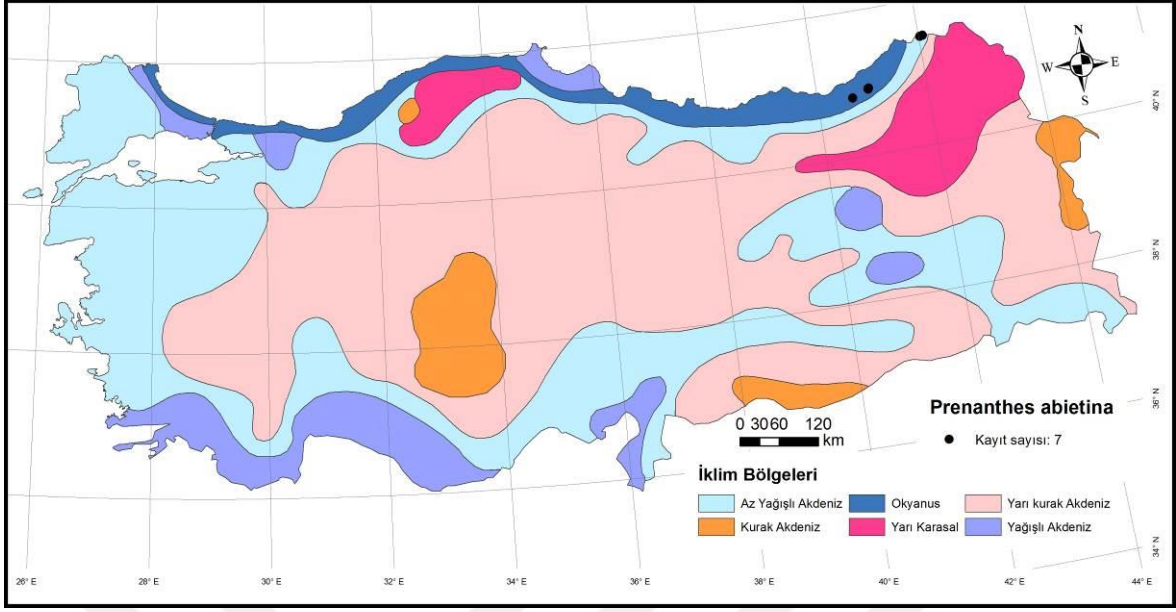 N
W E
S
40° N
38° N
36° N
34° N
Prenanthes abietina
Kayıt sayısı: 7
0 30 60 120
km
İklim Bölgeleri
Az Yağışlı Akdeniz Okyanus Yarı kurak Akdeniz
Kurak Akdeniz Yarı Karasal Yağışlı Akdeniz
26° E 28° E 30° E 32° E 34° E 36° E 38° E 40° E 42° E 44° E